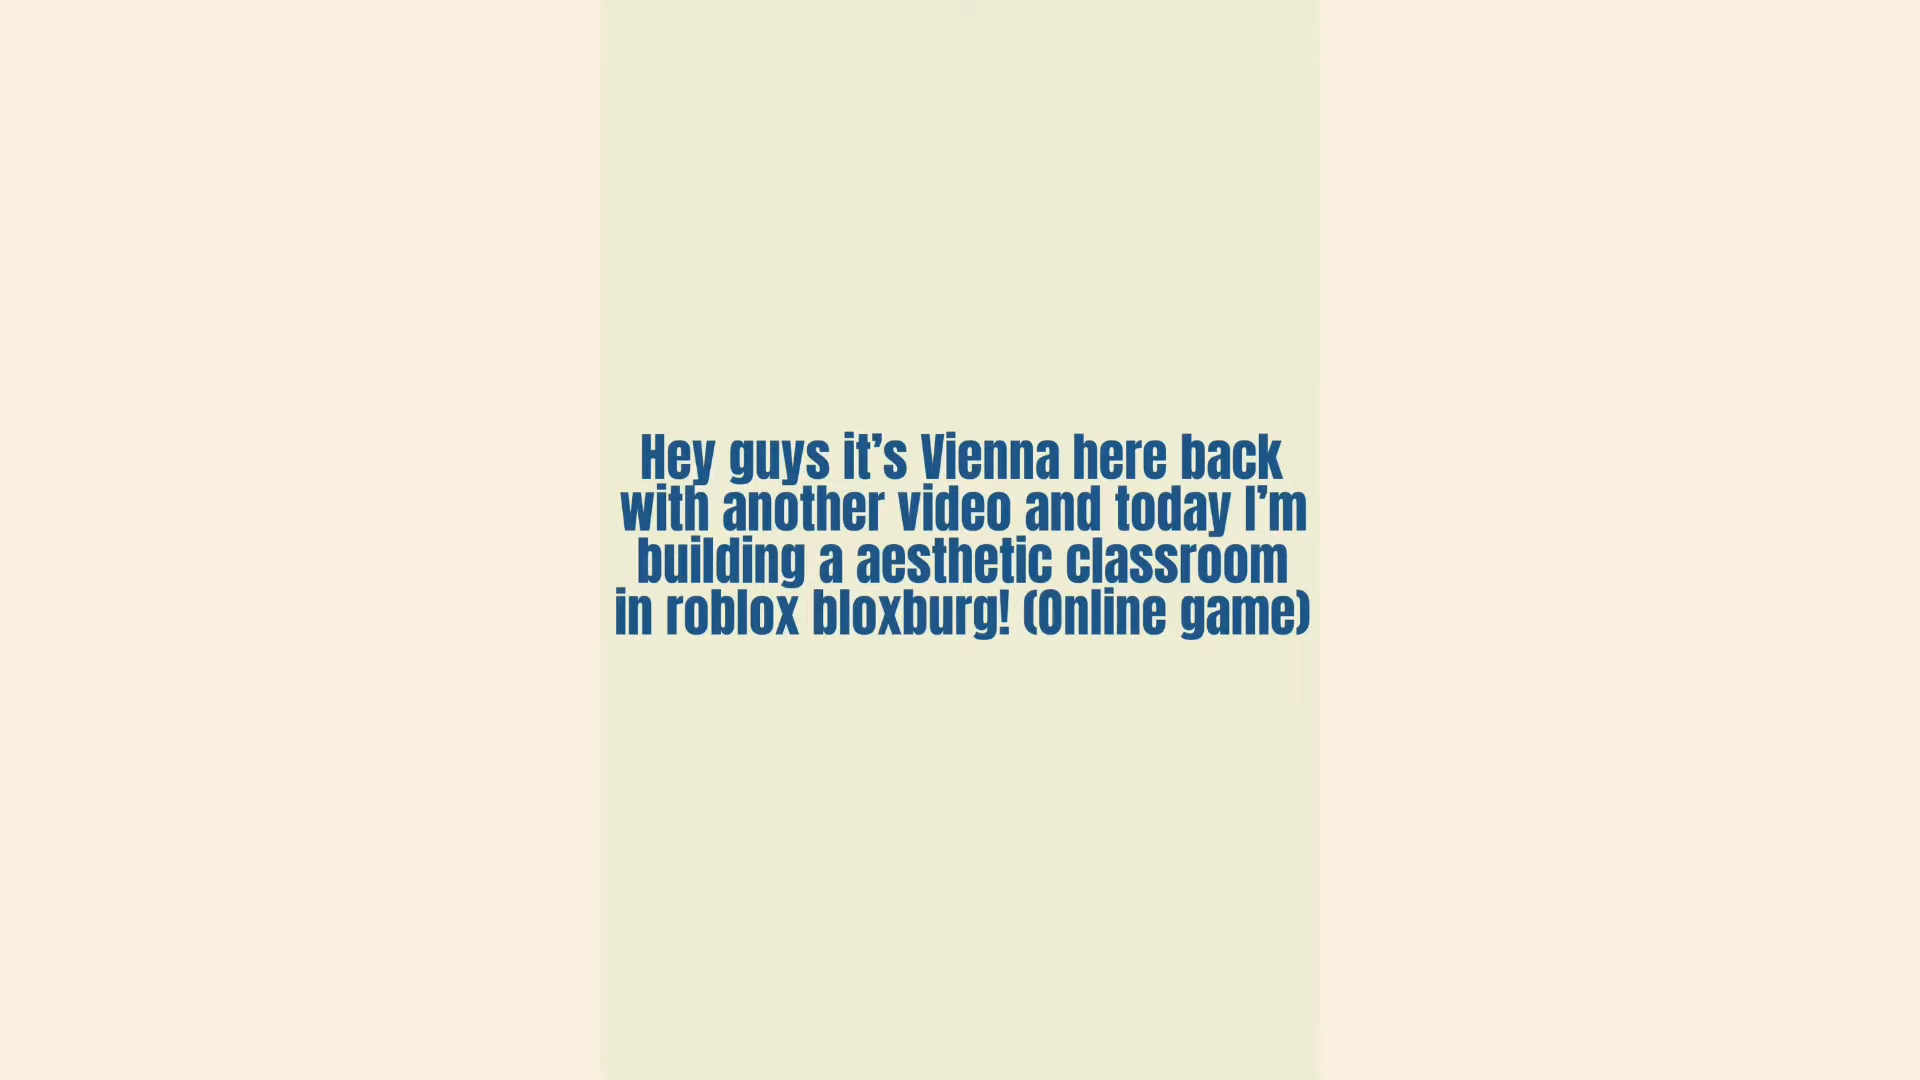 Hey guys it’s Vienna here back
with another video and today I’m
building a aesthetic classroom
in roblox bloxburg! (Online game)